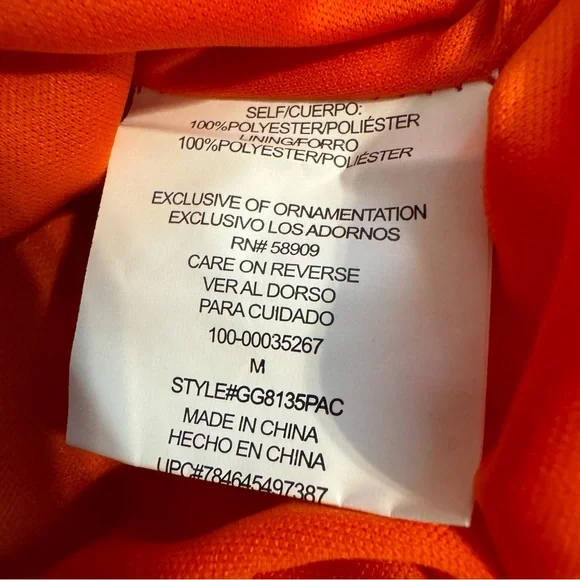 SELF/CUERPO:
100%POLYESTER/POLIÉSTER
LINING/FORRO
100%POLYESTER/POLIÉSTER
EXCLUSIVE OF ORNAMENTATION
EXCLUSIVO LOS ADORNOS
RN# 58909
CARE ON REVERSE
VER AL DORSO
PARA CUIDADO
100-00035267
M
STYLE#GG8135PAC
MADE IN CHINA
HECHO EN CHINA
UPC#784645497387